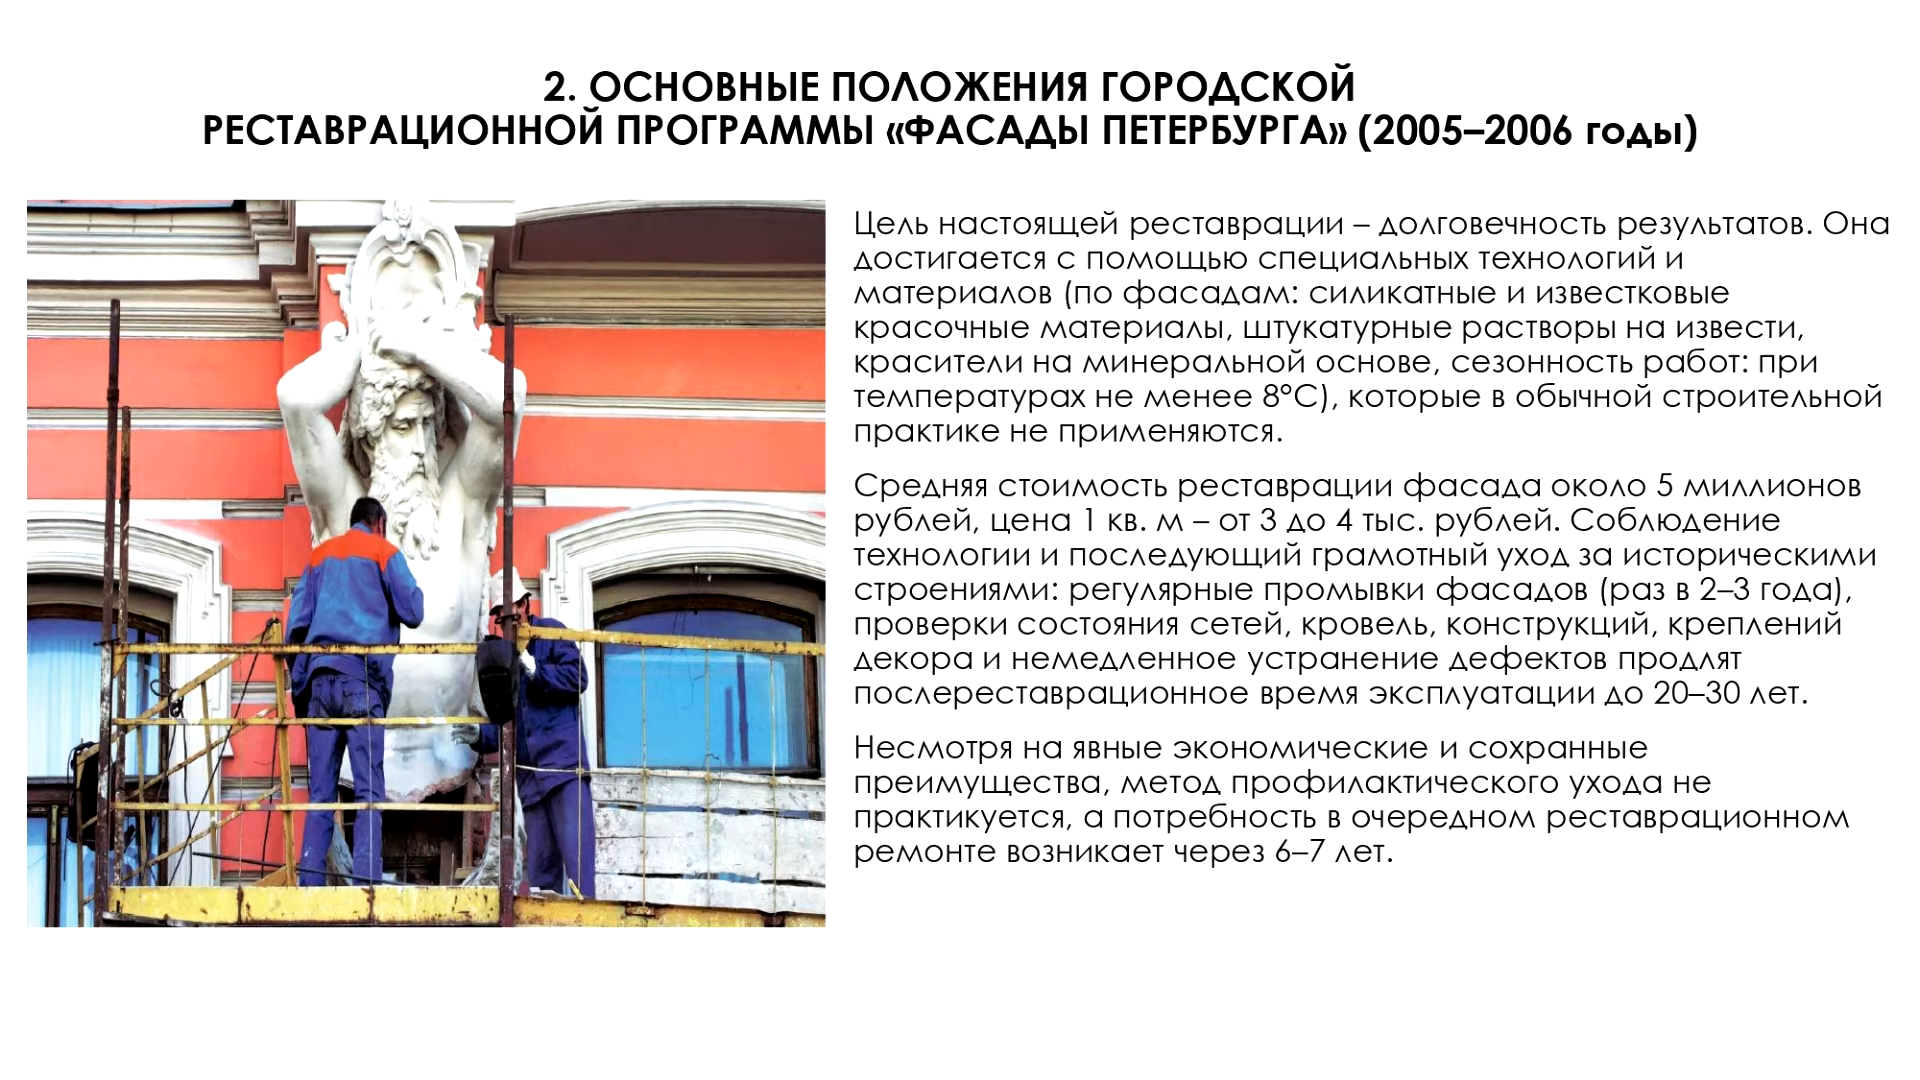 2. ОСНОВНЫЕ ПОЛОЖЕНИЯ ГОРОДСКОЙ
РЕСТАВРАЦИОННОЙ ПРОГРАММЫ «ФАСАДЫ ПЕТЕРБУРГА» (2005–2006 годы)
Цель настоящей реставрации – долговечность результатов. Она
достигается с помощью специальных технологий и
материалов (по фасадам: силикатные и известковые
красочные материалы, штукатурные растворы на извести,
красители на минеральной основе, сезонность работ: при
температурах не менее 8°С), которые в обычной строительной
практике не применяются.
Средняя стоимость реставрации фасада около 5 миллионов
рублей, цена 1 кв. м – от 3 до 4 тыс. рублей. Соблюдение
технологии и последующий грамотный уход за историческими
строениями: регулярные промывки фасадов (раз в 2–3 года),
проверки состояния сетей, кровель, конструкций, креплений
декора и немедленное устранение дефектов продлят
послереставрационное время эксплуатации до 20–30 лет.
Несмотря на явные экономические и сохранные
преимущества, метод профилактического ухода не
практикуется, а потребность в очередном реставрационном
ремонте возникает через 6–7 лет.